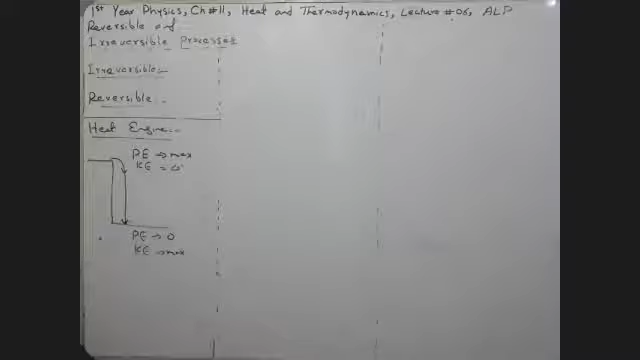 1st Year Physics, Ch # 11, Heat and Thermodynamics, Lecture # 06, ALP
Reversible and
Irreversible Processes
Irreversible:-
Reversible:-
Heat Engine:-
PE → max
KE = 0
PE → 0
KE → max